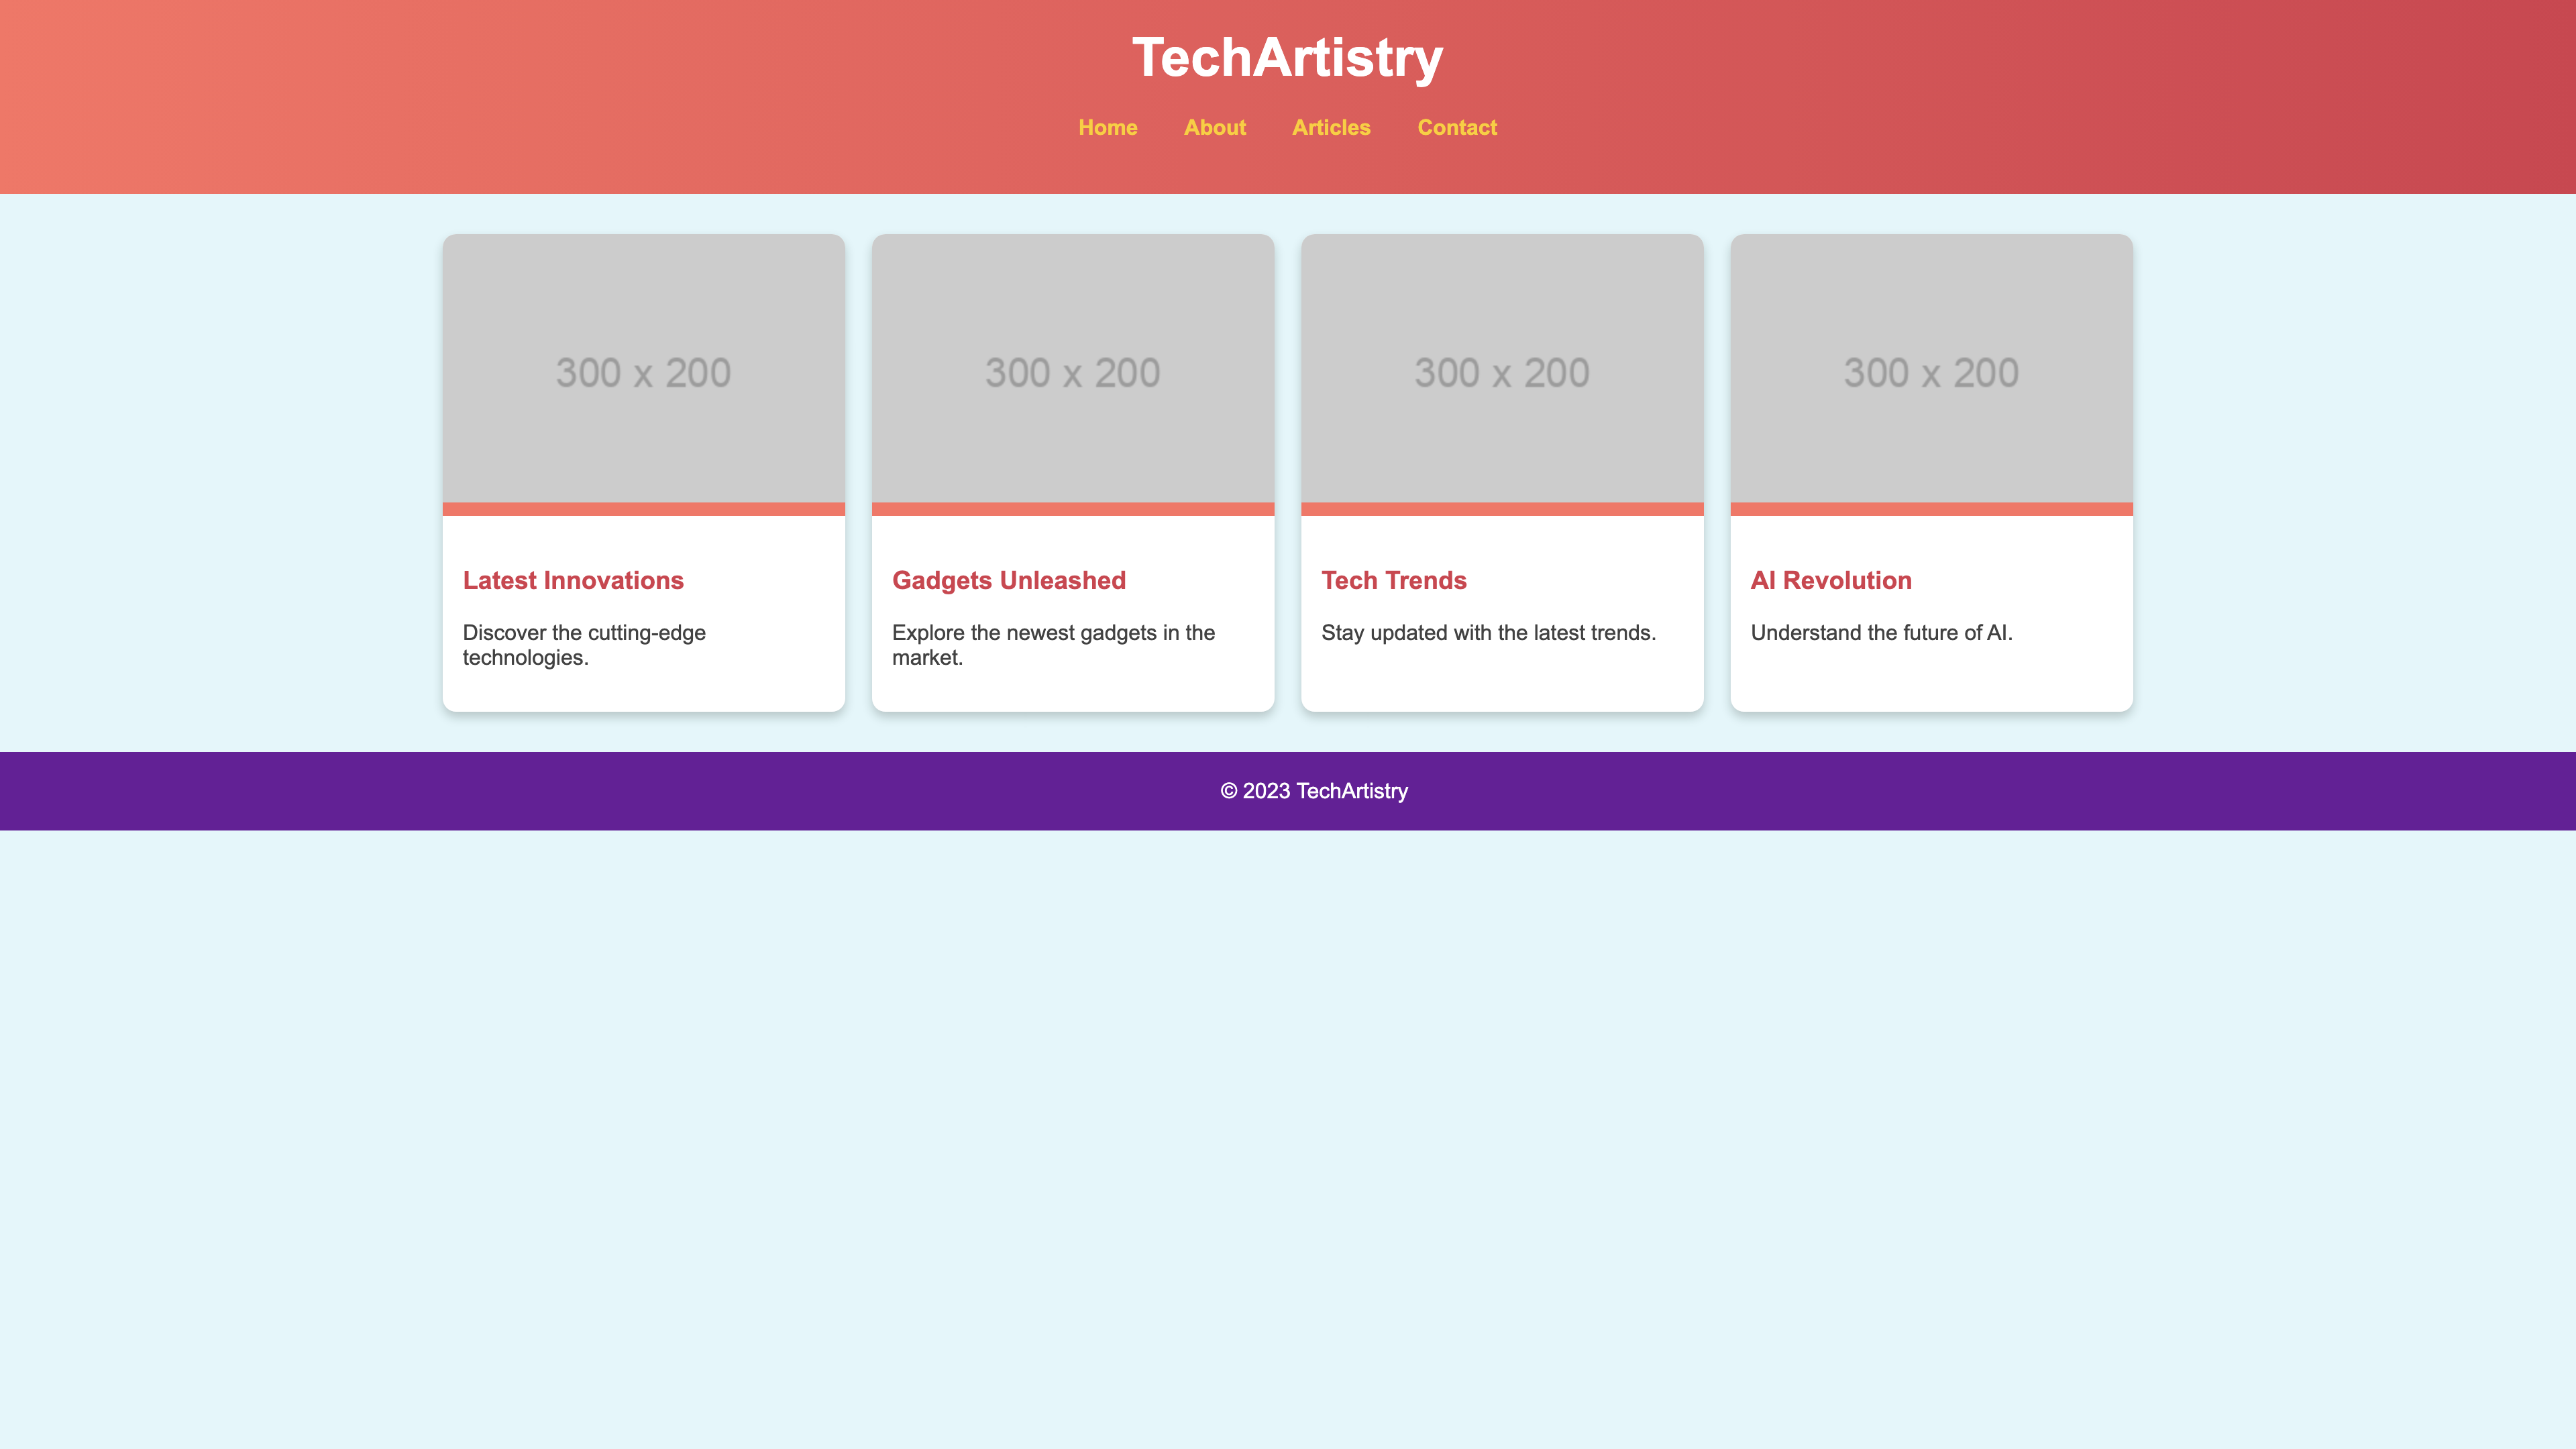 TechArtistry
Home About Articles Contact
300 x 200
300 x 200
300 x 200
300 x 200
Latest Innovations
Discover the cutting-edge
technologies.
Gadgets Unleashed
Explore the newest gadgets in the
market.
Tech Trends
Stay updated with the latest trends.
AI Revolution
Understand the future of AI.
© 2023 TechArtistry